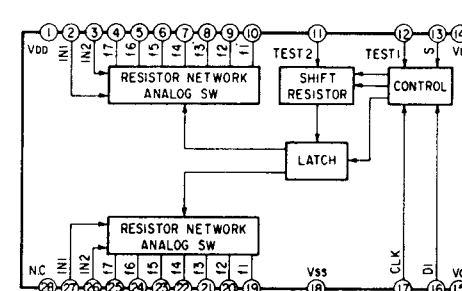 1 2 3 4 5 6 7 8 9 10 11 12 13 14
VDD IN1 IN2 f7 f6 f5 f4 f3 f2 f1 TEST2 TEST1 S
RESISTOR NETWORK
ANALOG SW
SHIFT
RESISTOR
CONTROL
LATCH
RESISTOR NETWORK
ANALOG SW
N.C IN1 IN2 f7 f6 f5 f4 f3 f2 f1 VSS CLK DI
28 27 26 25 24 23 22 21 20 19 18 17 16